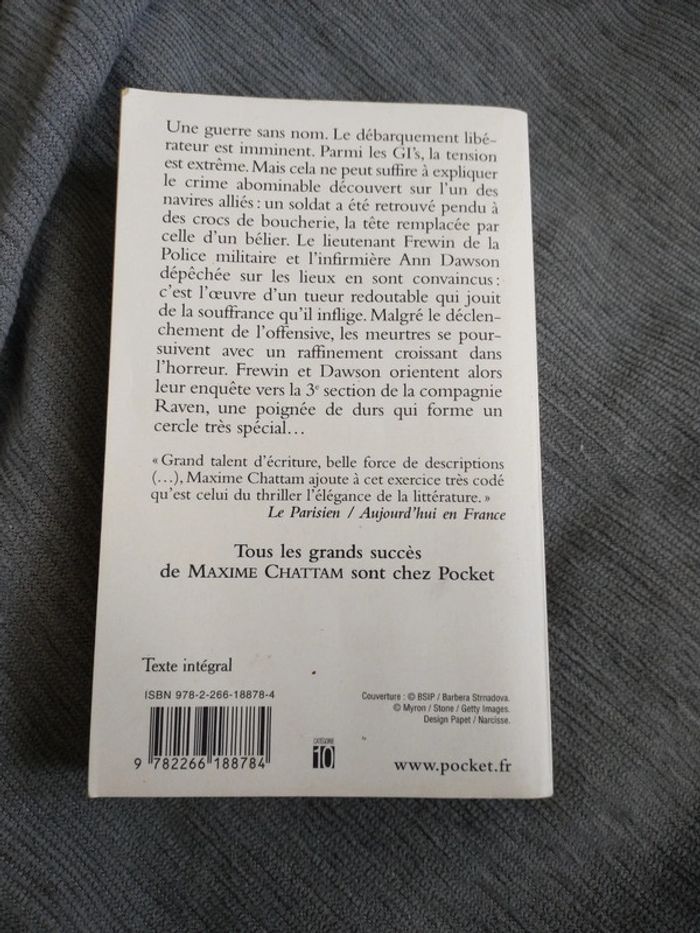 Une guerre sans nom. Le débarquement libé-
rateur est imminent. Parmi les GI's, la tension
est extrême. Mais cela ne peut suffire à expliquer
le crime abominable découvert sur l'un des
navires alliés : un soldat a été retrouvé pendu à
des crocs de boucherie, la tête remplacée par
celle d'un bélier. Le lieutenant Frewin de la
Police militaire et l'infirmière Ann Dawson
dépêchée sur les lieux en sont convaincus :
c'est l'œuvre d'un tueur redoutable qui jouit
de la souffrance qu'il inflige. Malgré le déclen-
chement de l'offensive, les meurtres se pour-
suivent avec un raffinement croissant dans
l'horreur. Frewin et Dawson orientent alors
leur enquête vers la 3e section de la compagnie
Raven, une poignée de durs qui forme un
cercle très spécial…
« Grand talent d'écriture, belle force de descriptions
(…), Maxime Chattam ajoute à cet exercice très codé
qu'est celui du thriller l'élégance de la littérature. »
Le Parisien / Aujourd'hui en France
Tous les grands succès
de MAXIME CHATTAM sont chez Pocket
Texte intégral
ISBN 978-2-266-18878-4
9 782266 188784
CATÉGORIE
10
Couverture : © BSIP / Barbera Strnadova.
© Myron / Stone / Getty Images.
Design Papet / Narcisse.
www.pocket.fr